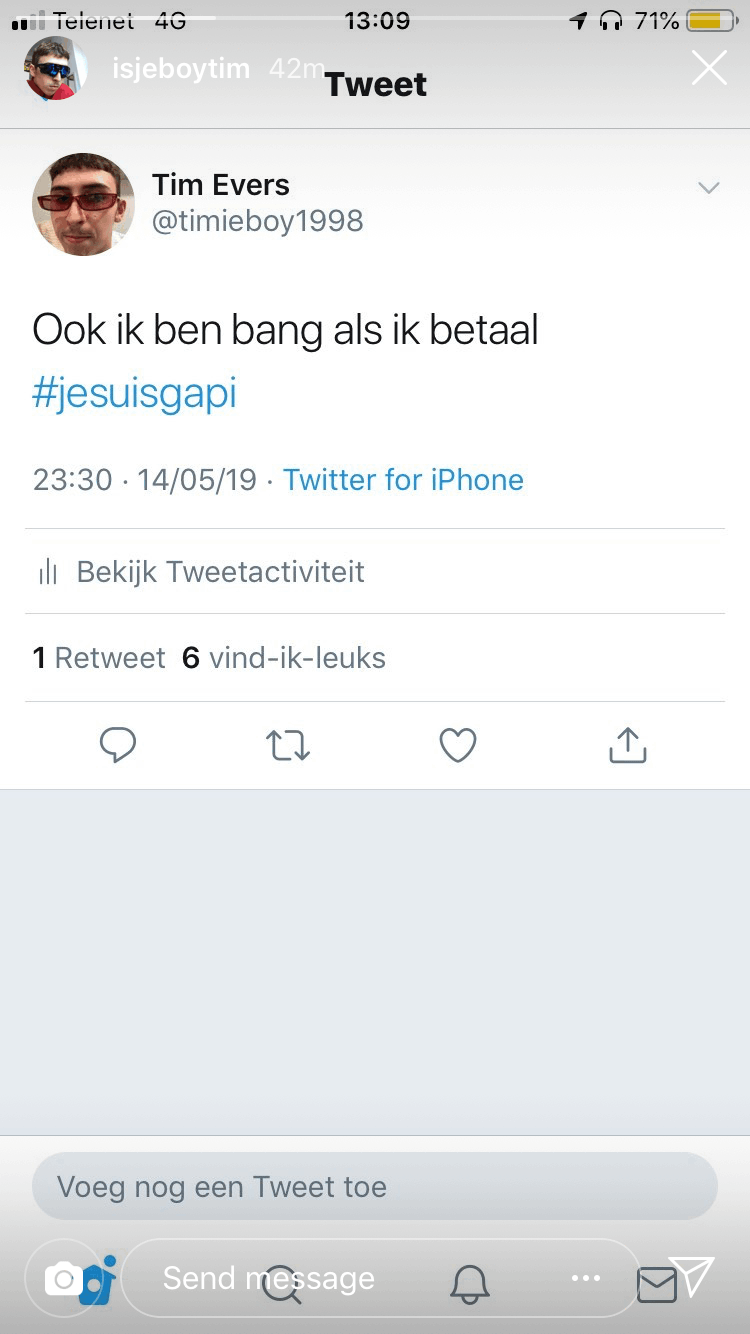 Telenet 4G 13:09 71%
isjeboytim 42m
Tweet
Tim Evers
@timieboy1998
Ook ik ben bang als ik betaal
#jesuisgapi
23:30 · 14/05/19 · Twitter for iPhone
Bekijk Tweetactiviteit
1 Retweet 6 vind-ik-leuks
Voeg nog een Tweet toe
Send message